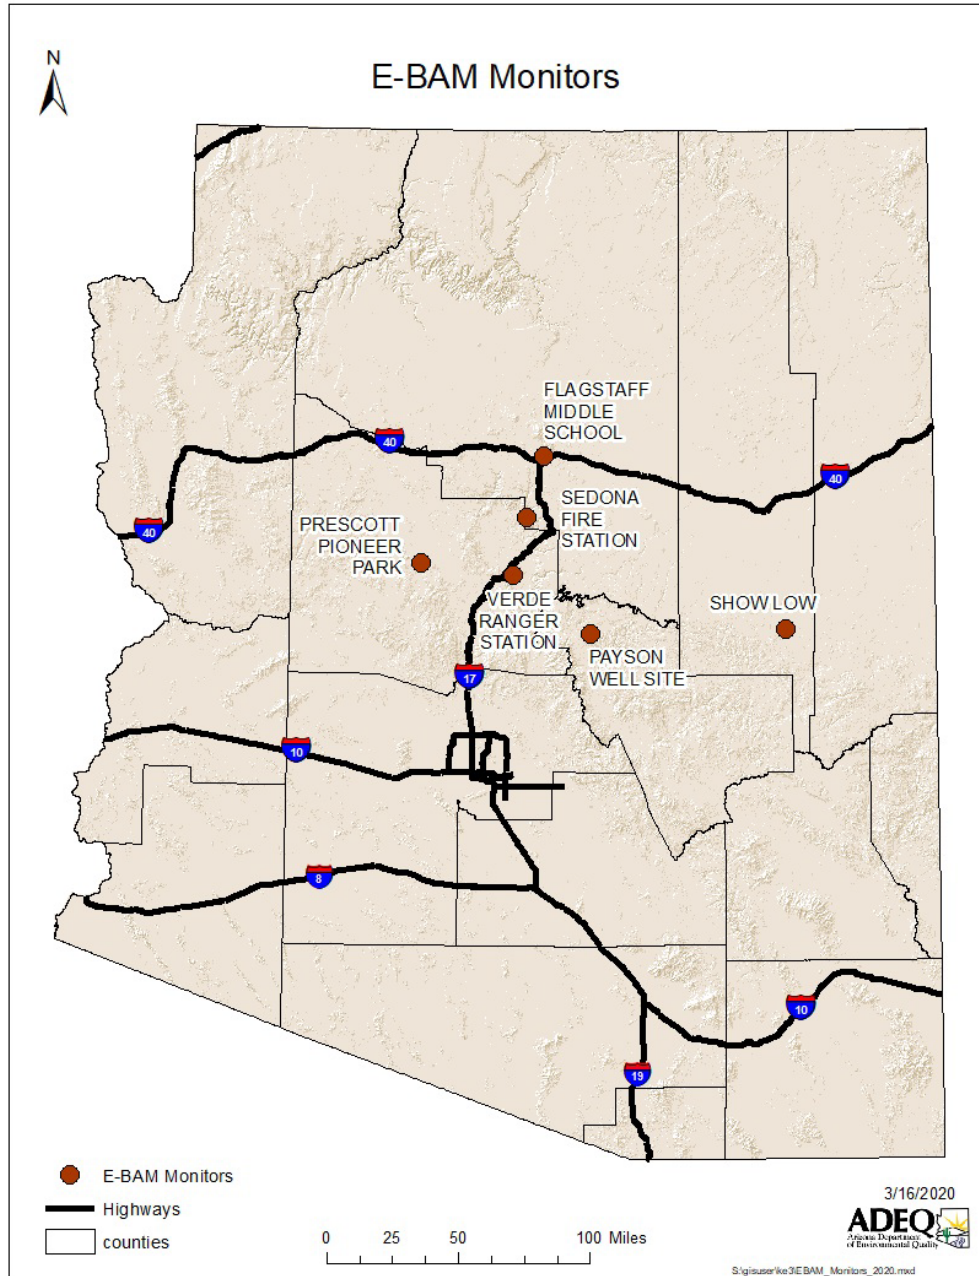 N
E-BAM Monitors
FLAGSTAFF
MIDDLE
SCHOOL
40
40
SEDONA
FIRE
STATION
40
PRESCOTT
PIONEER
PARK
VERDE
RANGER
STATION
SHOW LOW
PAYSON
WELL SITE
17
10
8
10
19
E-BAM Monitors
Highways
counties
0 25 50 100 Miles
3/16/2020
ADEQ
Arizona Department
of Environmental Quality
S:\gisuser\ke3\EBAM_Monitors_2020.mxd